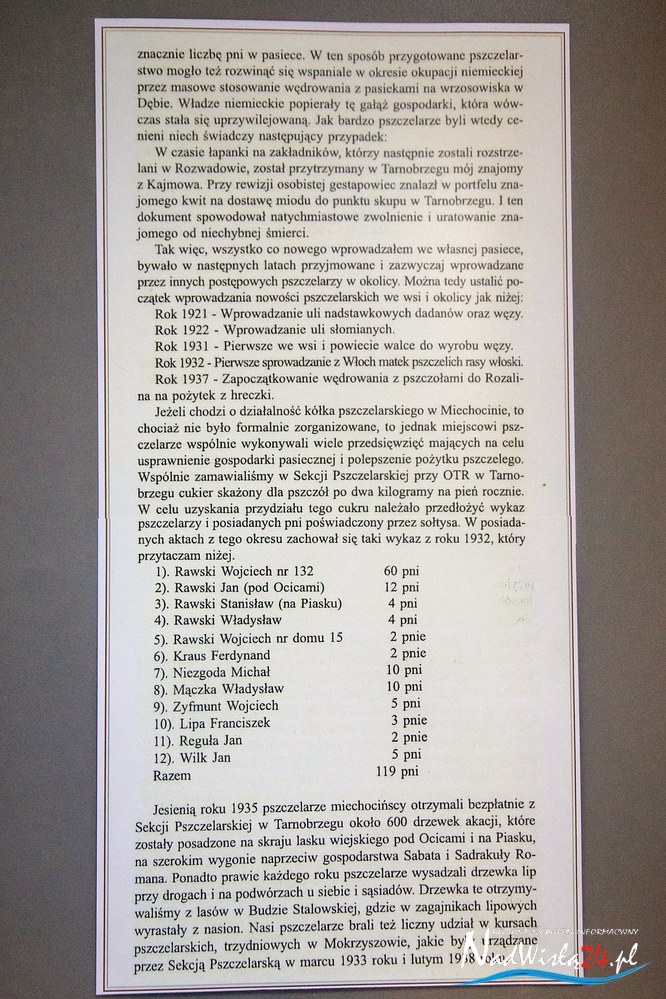 znacznie liczbę pni w pasiece. W ten sposób przygotowane pszczelar-
stwo mogło też rozwinąć się wspaniale w okresie okupacji niemieckiej
przez masowe stosowanie wędrowania z pasiekami na wrzosowiska w
Dębie. Władze niemieckie popierały tę gałąź gospodarki, która wów-
czas stała się uprzywilejowaną. Jak bardzo pszczelarze byli wtedy ce-
nieni niech świadczy następujący przypadek:
W czasie łapanki na zakładników, którzy następnie zostali rozstrze-
lani w Rozwadowie, został przytrzymany w Tarnobrzegu mój znajomy
z Kajmowa. Przy rewizji osobistej gestapowiec znalazł w portfelu zna-
jomego kwit na dostawę miodu do punktu skupu w Tarnobrzegu. I ten
dokument spowodował natychmiastowe zwolnienie i uratowanie zna-
jomego od niechybnej śmierci.
Tak więc, wszystko co nowego wprowadzałem we własnej pasiece,
bywało w następnych latach przyjmowane i zazwyczaj wprowadzane
przez innych postępowych pszczelarzy w okolicy. Można tedy ustalić po-
czątek wprowadzania nowości pszczelarskich we wsi i okolicy jak niżej:
Rok 1921 - Wprowadzanie uli nadstawkowych dadanów oraz węzy.
Rok 1922 - Wprowadzanie uli słomianych.
Rok 1931 - Pierwsze we wsi i powiecie walce do wyrobu węzy.
Rok 1932 - Pierwsze sprowadzanie z Włoch matek pszczelich rasy włoski.
Rok 1937 - Zapoczątkowanie wędrowania z pszczołami do Rozali-
na na pożytek z hreczki.
Jeżeli chodzi o działalność kółka pszczelarskiego w Miechocinie, to
chociaż nie było formalnie zorganizowane, to jednak miejscowi psz-
czelarze wspólnie wykonywali wiele przedsięwzięć mających na celu
usprawnienie gospodarki pasiecznej i polepszenie pożytku pszczelego.
Wspólnie zamawialiśmy w Sekcji Pszczelarskiej przy OTR w Tarno-
brzegu cukier skażony dla pszczół po dwa kilogramy na pień rocznie.
W celu uzyskania przydziału tego cukru należało przedłożyć wykaz
pszczelarzy i posiadanych pni poświadczony przez sołtysa. W posiada-
nych aktach z tego okresu zachował się taki wykaz z roku 1932, który
przytaczam niżej.
1). Rawski Wojciech nr 132 60 pni
2). Rawski Jan (pod Ocicami) 12 pni
3). Rawski Stanisław (na Piasku) 4 pni
4). Rawski Władysław 4 pni
5). Rawski Wojciech nr domu 15 2 pnie
6). Kraus Ferdynand 2 pnie
7). Niezgoda Michał 10 pni
8). Mączka Władysław 10 pni
9). Zyfmunt Wojciech 5 pni
10). Lipa Franciszek 3 pnie
11). Reguła Jan 2 pnie
12). Wilk Jan 5 pni
Razem 119 pni
Jesienią roku 1935 pszczelarze miechocińscy otrzymali bezpłatnie z
Sekcji Pszczelarskiej w Tarnobrzegu około 600 drzewek akacji, które
zostały posadzone na skraju lasku wiejskiego pod Ocicami i na Piasku,
na szerokim wygonie naprzeciw gospodarstwa Sabata i Sadrakuły Ro-
mana. Ponadto prawie każdego roku pszczelarze wysadzali drzewka lip
przy drogach i na podwórzach u siebie i sąsiadów. Drzewka te otrzymy-
waliśmy z lasów w Budzie Stalowskiej, gdzie w zagajnikach lipowych
wyrastały z nasion. Nasi pszczelarze brali też liczny udział w kursach
pszczelarskich, trzydniowych w Mokrzyszowie, jakie były urządzane
przez Sekcją Pszczelarską w marcu 1933 roku i lutym 1938 roku.
INFORMACYJNY
NadWisłą24.pl